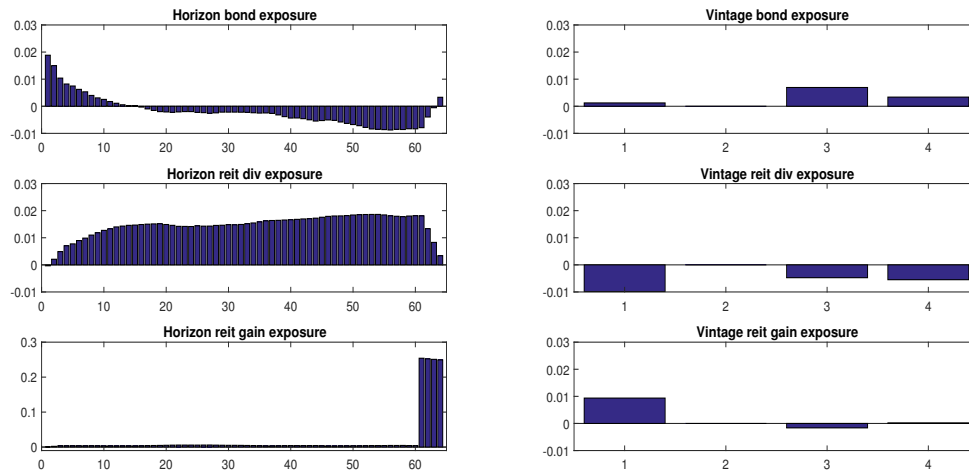 Horizon bond exposure
0.03
0.02
0.01
0
-0.01
0 10 20 30 40 50 60
Vintage bond exposure
0.03
0.02
0.01
0
-0.01
1 2 3 4
Horizon reit div exposure
0.03
0.02
0.01
0
-0.01
0 10 20 30 40 50 60
Vintage reit div exposure
0.03
0.02
0.01
0
-0.01
1 2 3 4
Horizon reit gain exposure
0.3
0.2
0.1
0
0 10 20 30 40 50 60
Vintage reit gain exposure
0.03
0.02
0.01
0
-0.01
1 2 3 4